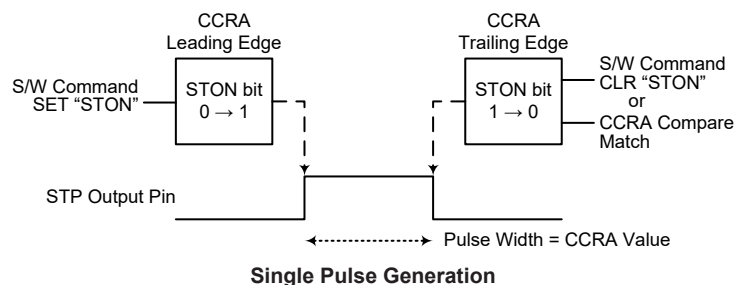 CCRA
Leading Edge
CCRA
Trailing Edge
S/W Command
SET “STON”
STON bit
0 → 1
STON bit
1 → 0
S/W Command
CLR “STON”
or
CCRA Compare
Match
STP Output Pin
Pulse Width = CCRA Value
Single Pulse Generation